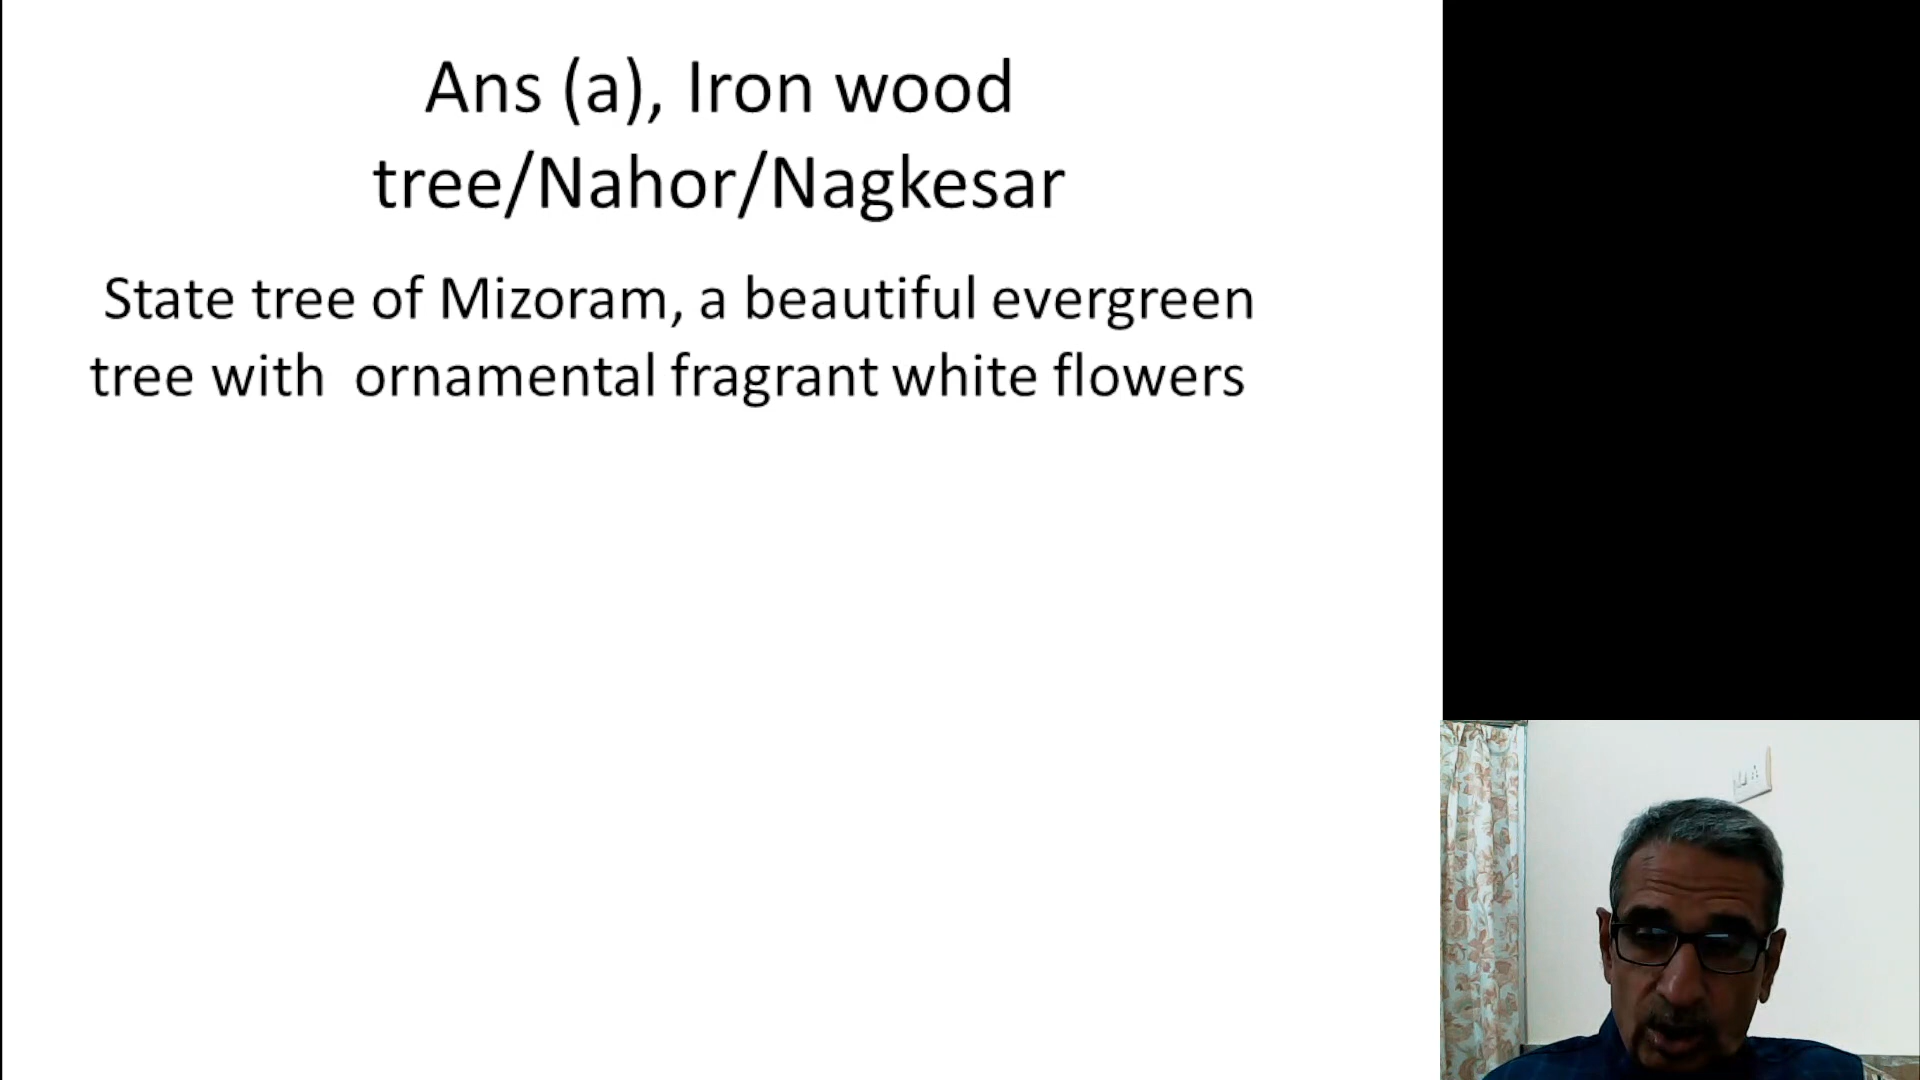 Ans (a), Iron wood
tree/Nahor/Nagkesar
State tree of Mizoram, a beautiful evergreen
tree with  ornamental fragrant white flowers